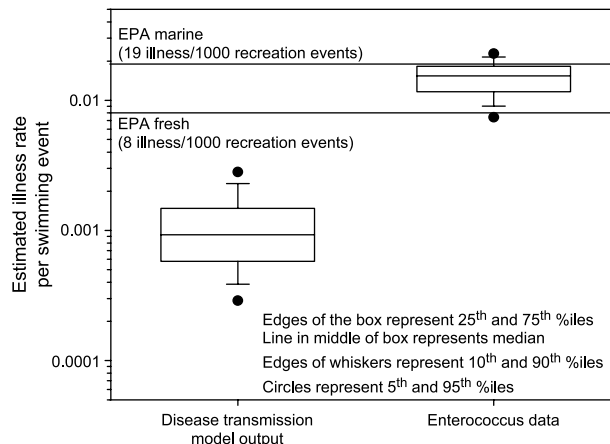 EPA marine
(19 illness/1000 recreation events)
0.01
EPA fresh
(8 illness/1000 recreation events)
Estimated illness rate
per swimming event
0.001
Edges of the box represent 25th and 75th %iles
Line in middle of box represents median
Edges of whiskers represent 10th and 90th %iles
0.0001
Circles represent 5th and 95th %iles
Disease transmission
model output
Enterococcus data